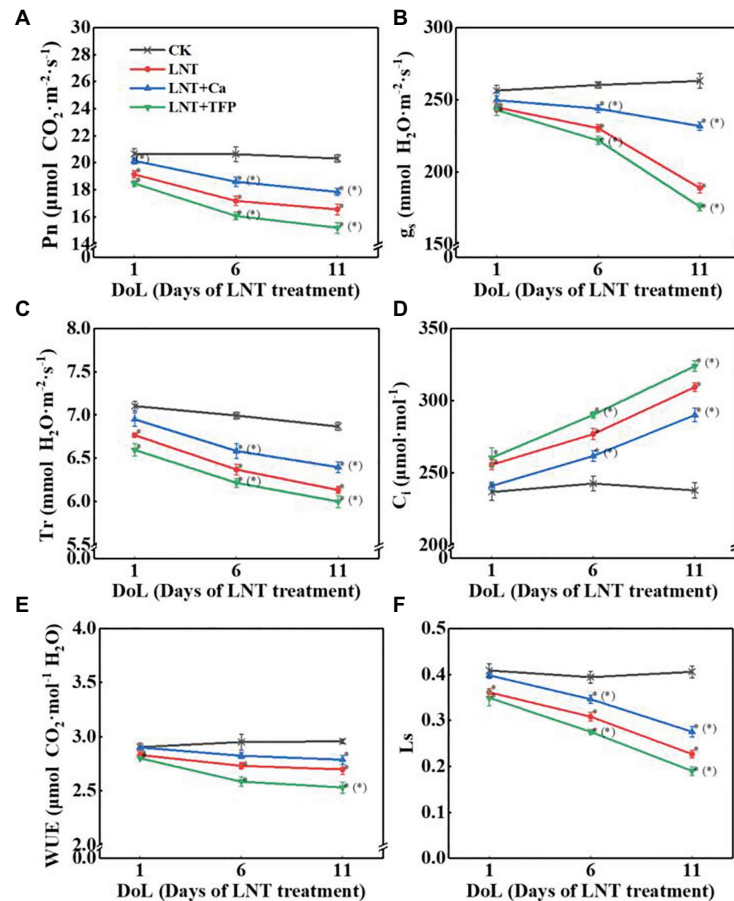 A
Pn (μmol CO₂·m⁻²·s⁻¹)
30
28
26
24
22
20
18
16
14
0
CK
LNT
LNT+Ca
LNT+TFP
* (*) * (*) * (*)
1 6 11
DoL (Days of LNT treatment)
B
gₛ (mmol H₂O·m⁻²·s⁻¹)
300
250
200
150
0
* (*) * (*)
1 6 11
DoL (Days of LNT treatment)
C
Tr (mmol H₂O·m⁻²·s⁻¹)
8.0
7.5
7.0
6.5
6.0
5.5
0.0
* (*) * (*)
1 6 11
DoL (Days of LNT treatment)
D
Cᵢ (μmol·mol⁻¹)
350
300
250
200
0
* (*) * (*)
1 6 11
DoL (Days of LNT treatment)
E
WUE (μmol CO₂·mol⁻¹ H₂O)
4.0
3.5
3.0
2.5
2.0
0.0
* (*)
1 6 11
DoL (Days of LNT treatment)
F
Ls
0.5
0.4
0.3
0.2
0.1
0.0
* (*) * (*)
1 6 11
DoL (Days of LNT treatment)